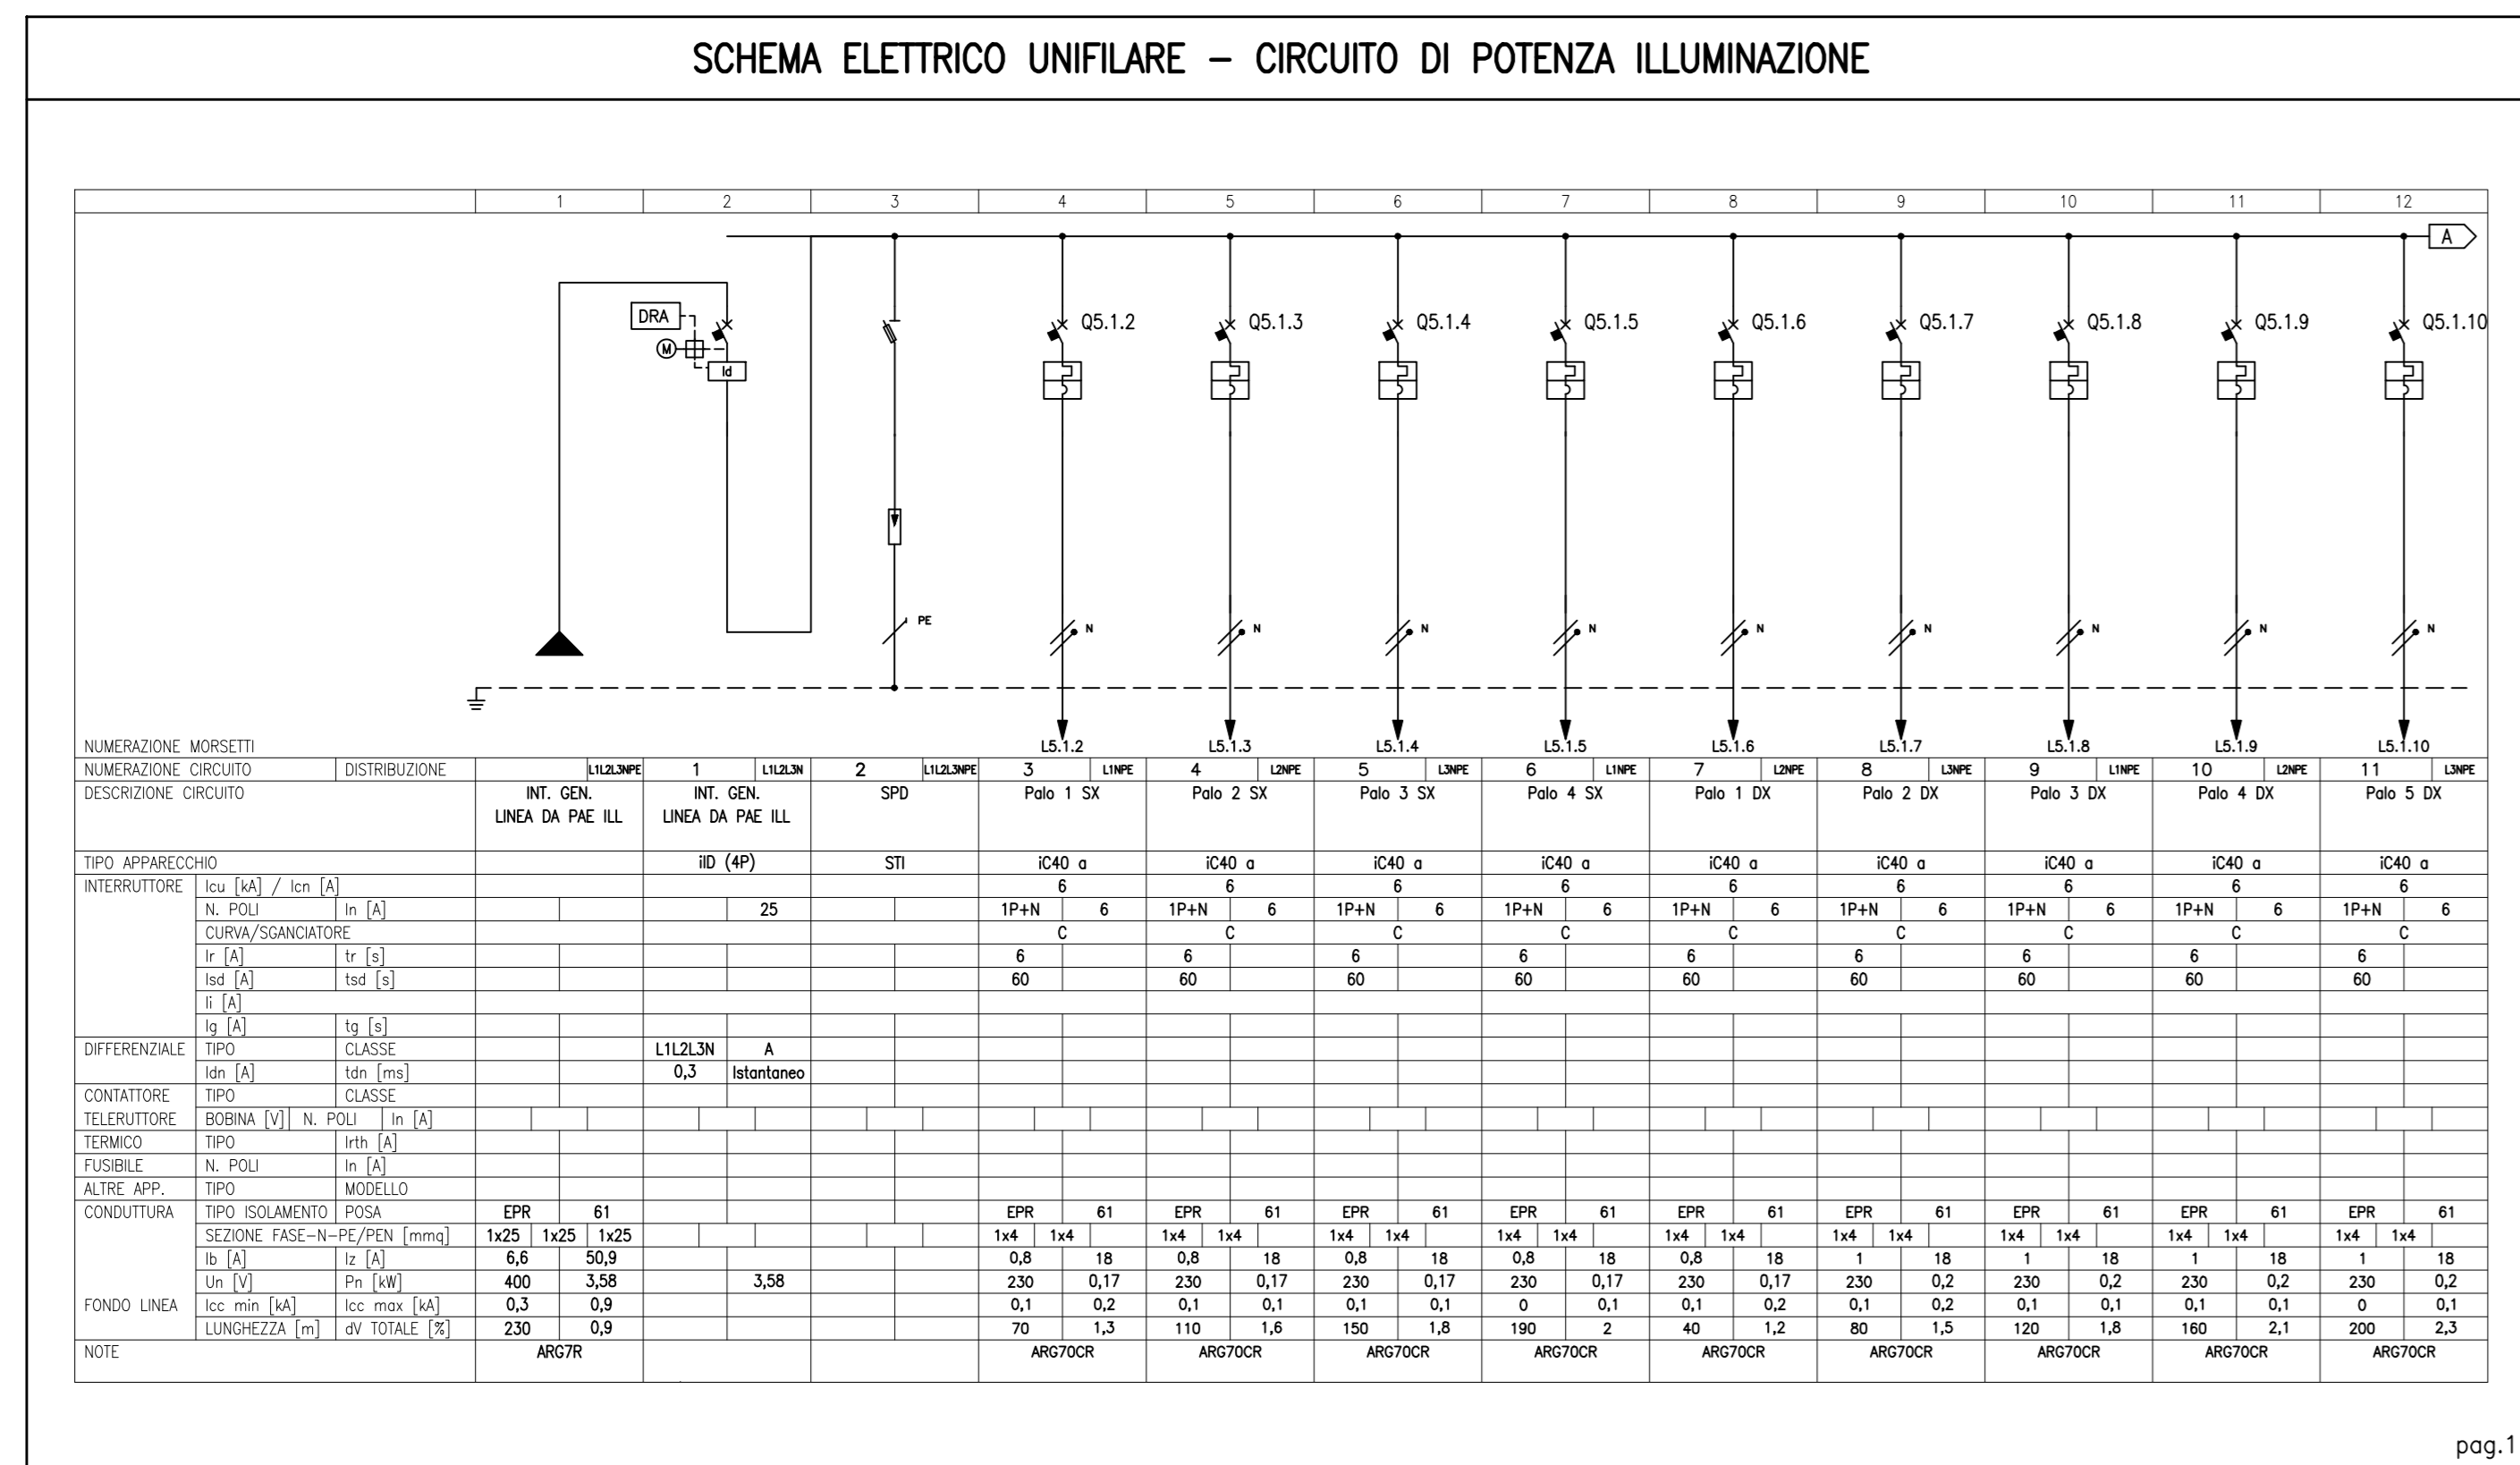 SCHEMA ELETTRICO UNIFILARE – CIRCUITO DI POTENZA ILLUMINAZIONE
1 2 3 4 5 6 7 8 9 10 11 12
A
DRA Q5.1.2 Q5.1.3 Q5.1.4 Q5.1.5 Q5.1.6 Q5.1.7 Q5.1.8 Q5.1.9 Q5.1.10
M
Id
PE N N N N N N N N N
NUMERAZIONE MORSETTI L5.1.2 L5.1.3 L5.1.4 L5.1.5 L5.1.6 L5.1.7 L5.1.8 L5.1.9 L5.1.10
NUMERAZIONE CIRCUITO DISTRIBUZIONE L1L2L3NPE 1 L1L2L3N 2 L1L2L3NPE 3 L1NPE 4 L2NPE 5 L3NPE 6 L1NPE 7 L2NPE 8 L3NPE 9 L1NPE 10 L2NPE 11 L3NPE
DESCRIZIONE CIRCUITO INT. GEN. INT. GEN. SPD Palo 1 SX Palo 2 SX Palo 3 SX Palo 4 SX Palo 1 DX Palo 2 DX Palo 3 DX Palo 4 DX Palo 5 DX
LINEA DA PAE ILL LINEA DA PAE ILL
TIPO APPARECCHIO iID (4P) STI iC40 a iC40 a iC40 a iC40 a iC40 a iC40 a iC40 a iC40 a iC40 a
INTERRUTTORE Icu [kA] / Icn [A] 6 6 6 6 6 6 6 6 6
N. POLI In [A] 25 1P+N 6 1P+N 6 1P+N 6 1P+N 6 1P+N 6 1P+N 6 1P+N 6 1P+N 6 1P+N 6
CURVA/SGANCIATORE C C C C C C C C C
Ir [A] tr [s] 6 6 6 6 6 6 6 6 6
Isd [A] tsd [s] 60 60 60 60 60 60 60 60 60
Ii [A]
Ig [A] tg [s]
DIFFERENZIALE TIPO CLASSE L1L2L3N A
Idn [A] tdn [ms] 0,3 Istantaneo
CONTATTORE TIPO CLASSE
TELERUTTORE BOBINA [V] N. POLI In [A]
TERMICO TIPO Irth [A]
FUSIBILE N. POLI In [A]
ALTRE APP. TIPO MODELLO
CONDUTTURA TIPO ISOLAMENTO POSA EPR 61 EPR 61 EPR 61 EPR 61 EPR 61 EPR 61 EPR 61 EPR 61 EPR 61 EPR 61
SEZIONE FASE–N–PE/PEN [mmq] 1x25 1x25 1x25 1x4 1x4 1x4 1x4 1x4 1x4 1x4 1x4 1x4 1x4 1x4 1x4 1x4 1x4 1x4 1x4 1x4 1x4
Ib [A] Iz [A] 6,6 50,9 0,8 18 0,8 18 0,8 18 0,8 18 0,8 18 1 18 1 18 1 18 1 18
Un [V] Pn [kW] 400 3,58 3,58 230 0,17 230 0,17 230 0,17 230 0,17 230 0,17 230 0,2 230 0,2 230 0,2 230 0,2
FONDO LINEA Icc min [kA] Icc max [kA] 0,3 0,9 0,1 0,2 0,1 0,1 0,1 0,1 0 0,1 0,1 0,2 0,1 0,2 0,1 0,1 0,1 0,1 0 0,1
LUNGHEZZA [m] dV TOTALE [%] 230 0,9 70 1,3 110 1,6 150 1,8 190 2 40 1,2 80 1,5 120 1,8 160 2,1 200 2,3
NOTE ARG7R ARG7OCR ARG7OCR ARG7OCR ARG7OCR ARG7OCR ARG7OCR ARG7OCR ARG7OCR ARG7OCR
pag.1